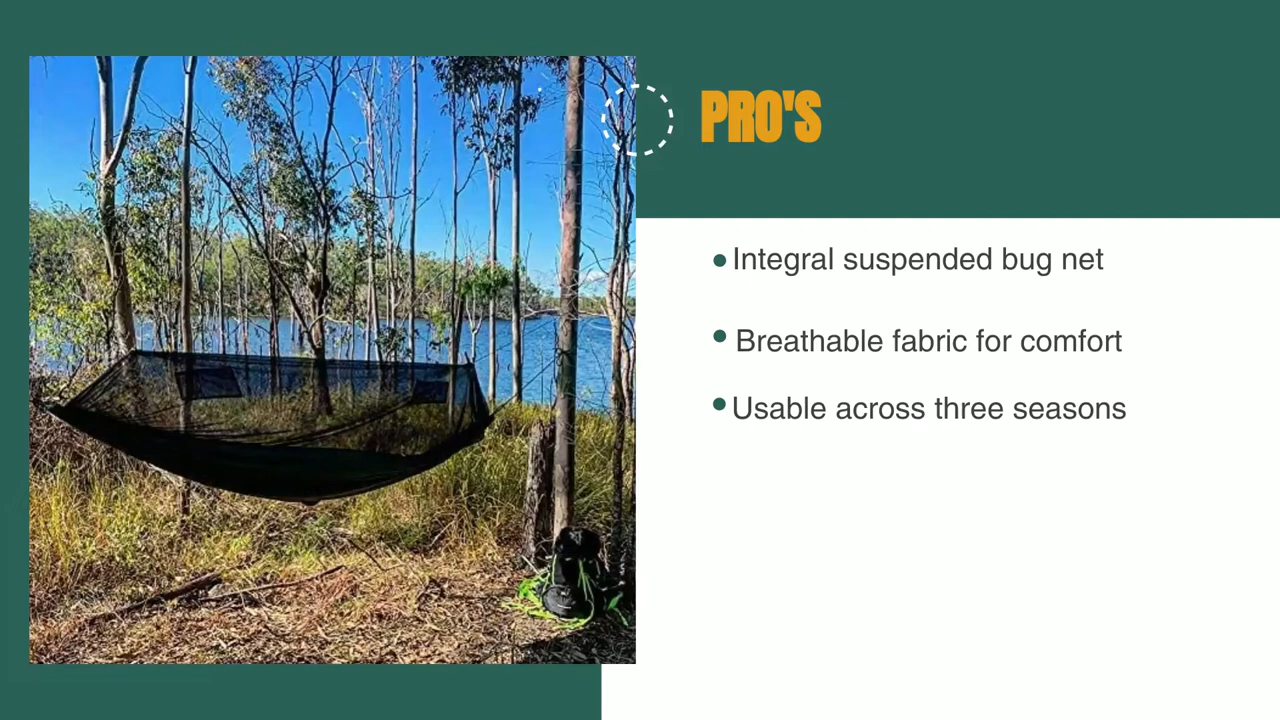 PRO'S
• Integral suspended bug net
• Breathable fabric for comfort
• Usable across three seasons